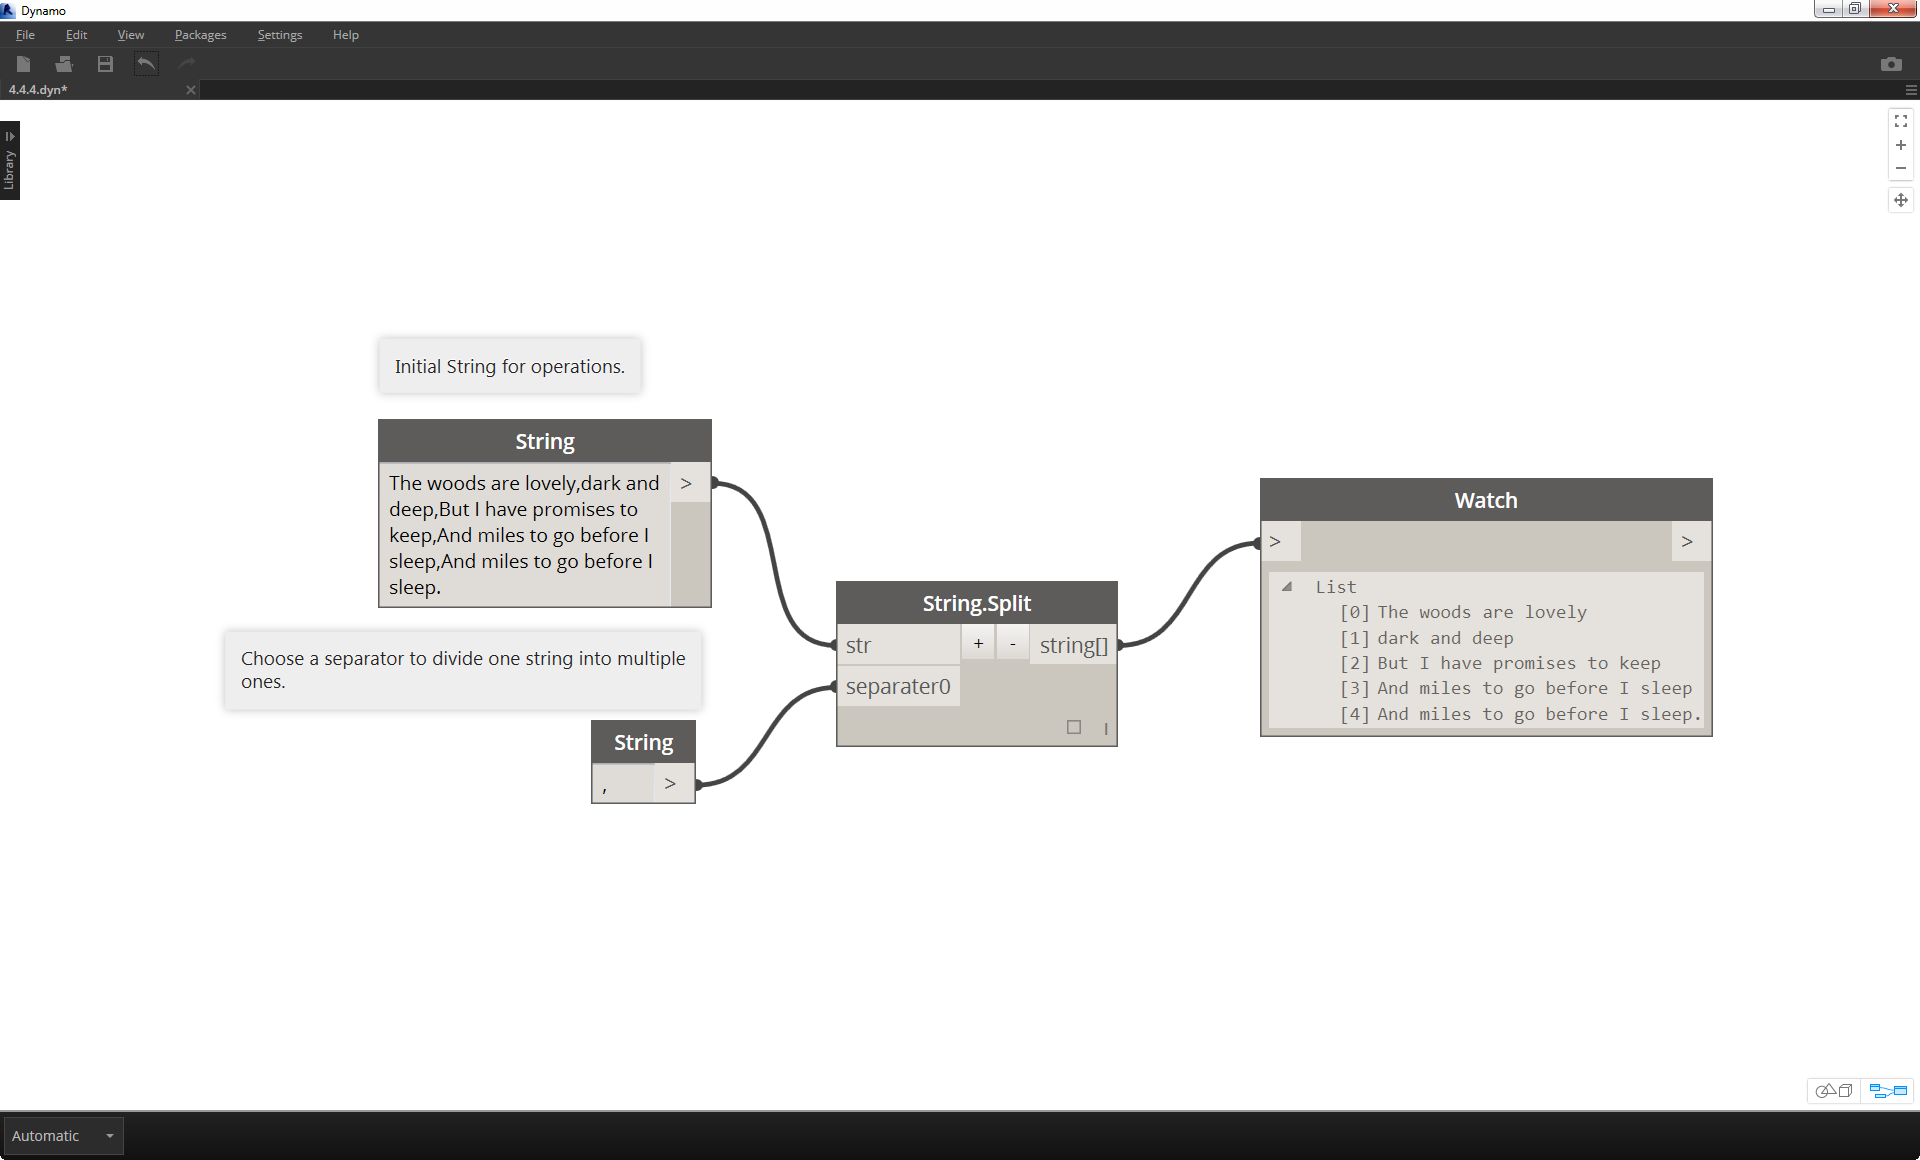 Dynamo
File Edit View Packages Settings Help
4.4.4.dyn*
Library
Initial String for operations.
String
The woods are lovely,dark and
deep,But I have promises to
keep,And miles to go before I
sleep,And miles to go before I
sleep.
>
Choose a separator to divide one string into multiple
ones.
String
, >
String.Split
str + - string[]
separater0
Watch
> >
List
[0] The woods are lovely
[1] dark and deep
[2] But I have promises to keep
[3] And miles to go before I sleep
[4] And miles to go before I sleep.
Automatic